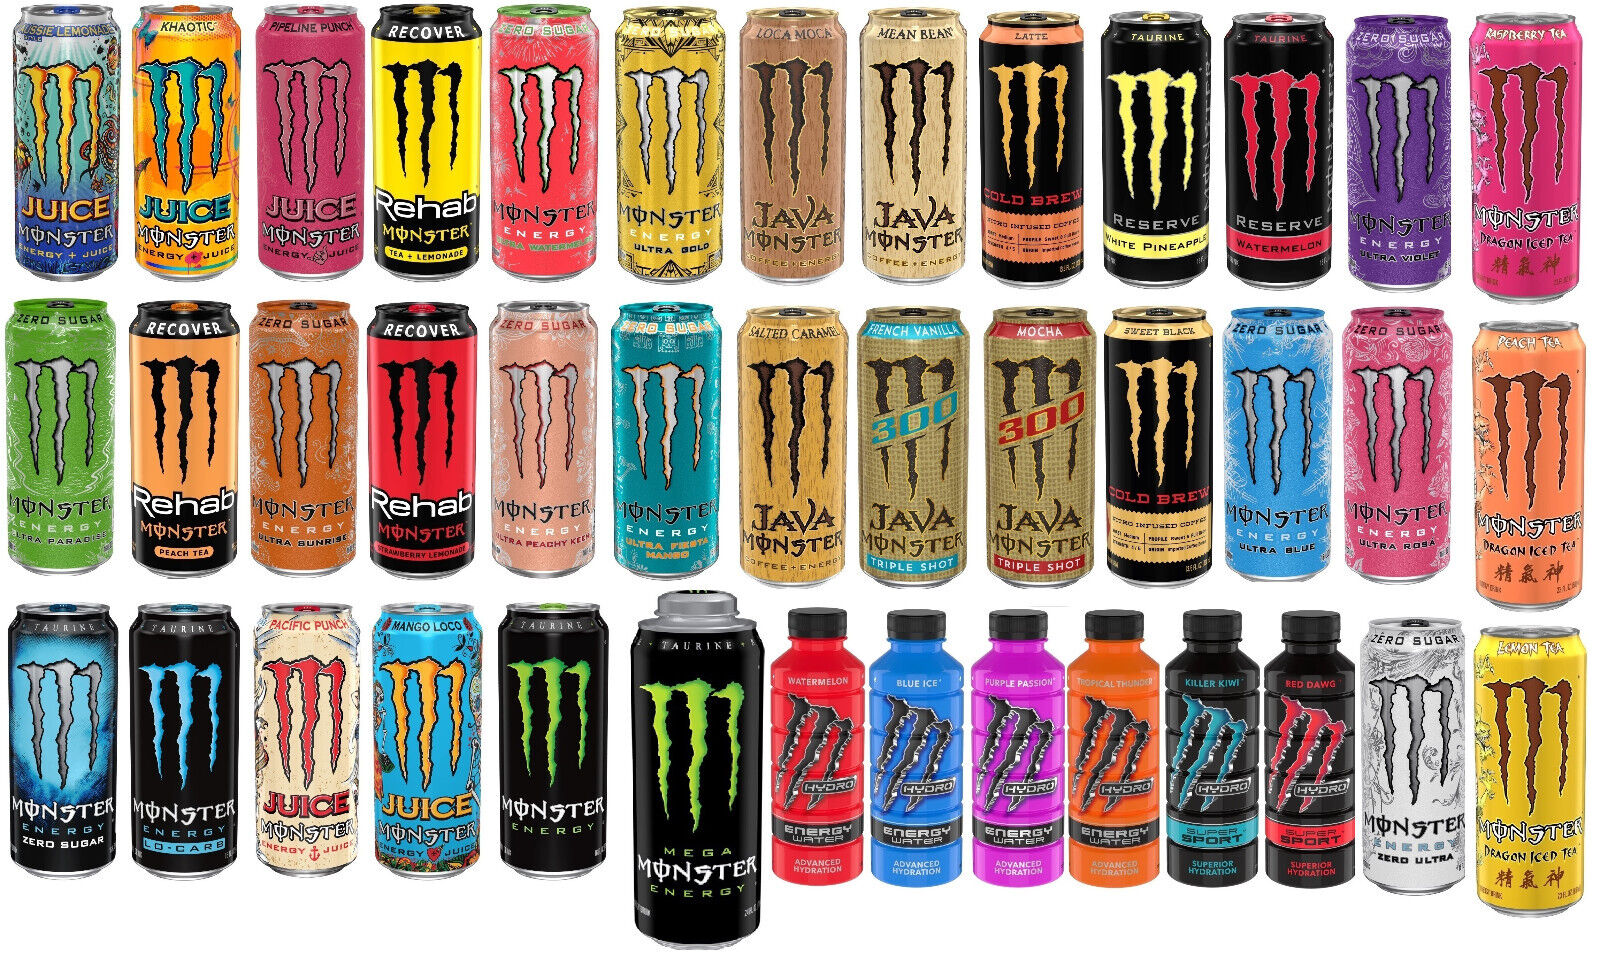 USSIE LEMONADE
JUICE
MONSTER
ENERGY + JUICE
KHAOTIC
JUICE
MONSTER
ENERGY JUICE
PIPELINE PUNCH
JUICE
MONSTER
ENERGY JUICE
RECOVER
Rehab
MONSTER
TEA + LEMONADE
ZERO SUGAR
MONSTER
ENERGY
ULTRA WATERMELON
MONSTER
ENERGY
ULTRA GOLD
LOCA MOCA
JAVA
MONSTER
COFFEE+ENERGY
MEAN BEAN
JAVA
MONSTER
COFFEE+ENERGY
LATTE
COLD BREW
NITRO INFUSED COFFEE
TAURINE
RESERVE
WHITE PINEAPPLE
TAURINE
RESERVE
WATERMELON
ZERO SUGAR
MONSTER
ENERGY
ULTRA VIOLET
RASPBERRY TEA
MONSTER
DRAGON ICED TEA
精氣神
ZERO SUGAR
MONSTER
ENERGY
ULTRA PARADISE
RECOVER
Rehab
MONSTER
PEACH TEA
ZERO SUGAR
MONSTER
ENERGY
ULTRA SUNRISE
RECOVER
Rehab
MONSTER
STRAWBERRY LEMONADE
ZERO SUGAR
MONSTER
ENERGY
ULTRA PEACHY KEEN
ZERO SUGAR
MONSTER
ENERGY
ULTRA FIESTA
MANGO
SALTED CARAMEL
JAVA
MONSTER
COFFEE+ENERGY
FRENCH VANILLA
300
JAVA
MONSTER
TRIPLE SHOT
MOCHA
300
JAVA
MONSTER
TRIPLE SHOT
SWEET BLACK
COLD BREW
NITRO INFUSED COFFEE
ZERO SUGAR
MONSTER
ENERGY
ULTRA BLUE
ZERO SUGAR
MONSTER
ENERGY
ULTRA ROSÁ
PEACH TEA
MONSTER
DRAGON ICED TEA
精氣神
TAURINE
MONSTER
ENERGY
ZERO SUGAR
TAURINE
MONSTER
ENERGY
LO-CARB
PACIFIC PUNCH
JUICE
MONSTER
ENERGY JUICE
MANGO LOCO
JUICE
MONSTER
ENERGY JUICE
TAURINE
MONSTER
ENERGY
TAURINE
MEGA
MONSTER
ENERGY
WATERMELON
HYDRO
ENERGY
WATER
ADVANCED
HYDRATION
BLUE ICE
HYDRO
ENERGY
WATER
ADVANCED
HYDRATION
PURPLE PASSION
HYDRO
ENERGY
WATER
ADVANCED
HYDRATION
TROPICAL THUNDER
HYDRO
ENERGY
WATER
ADVANCED
HYDRATION
KILLER KIWI
HYDRO
SUPER
SPORT
SUPERIOR
HYDRATION
RED DAWG
HYDRO
SUPER
SPORT
SUPERIOR
HYDRATION
ZERO SUGAR
MONSTER
ENERGY
ZERO ULTRA
LEMON TEA
MONSTER
DRAGON ICED TEA
精氣神